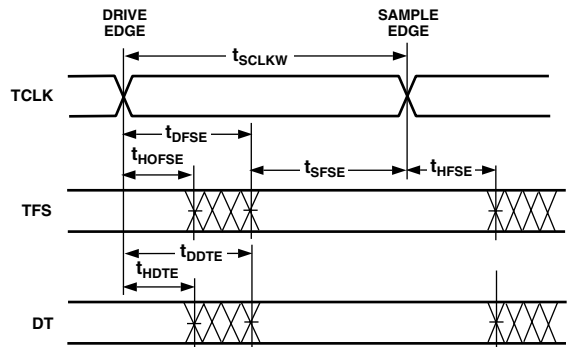 DRIVE
EDGE
SAMPLE
EDGE
tSCLKW
TCLK
tDFSE
tHOFSE
tSFSE
tHFSE
TFS
tDDTE
tHDTE
DT